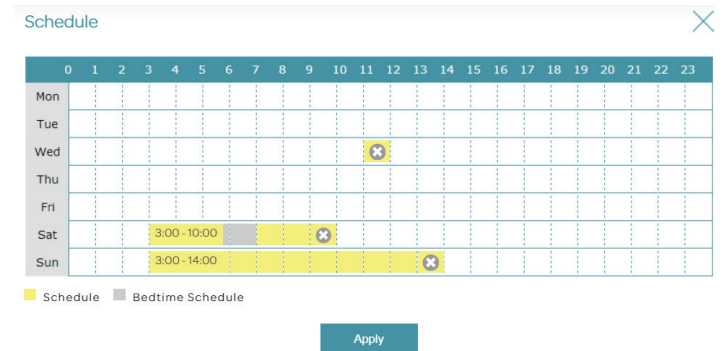 Schedule
0 1 2 3 4 5 6 7 8 9 10 11 12 13 14 15 16 17 18 19 20 21 22 23
Mon
Tue
Wed
Thu
Fri
Sat 3:00 - 10:00
Sun 3:00 - 14:00
Schedule Bedtime Schedule
Apply